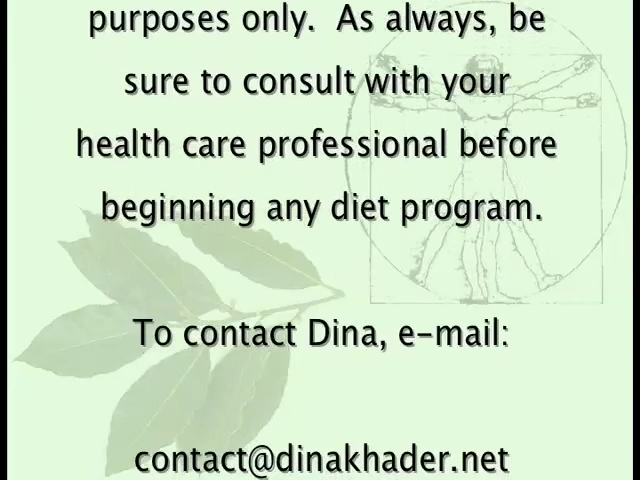 purposes only. As always, be
sure to consult with your
health care professional before
beginning any diet program.
To contact Dina, e-mail:
contact@dinakhader.net